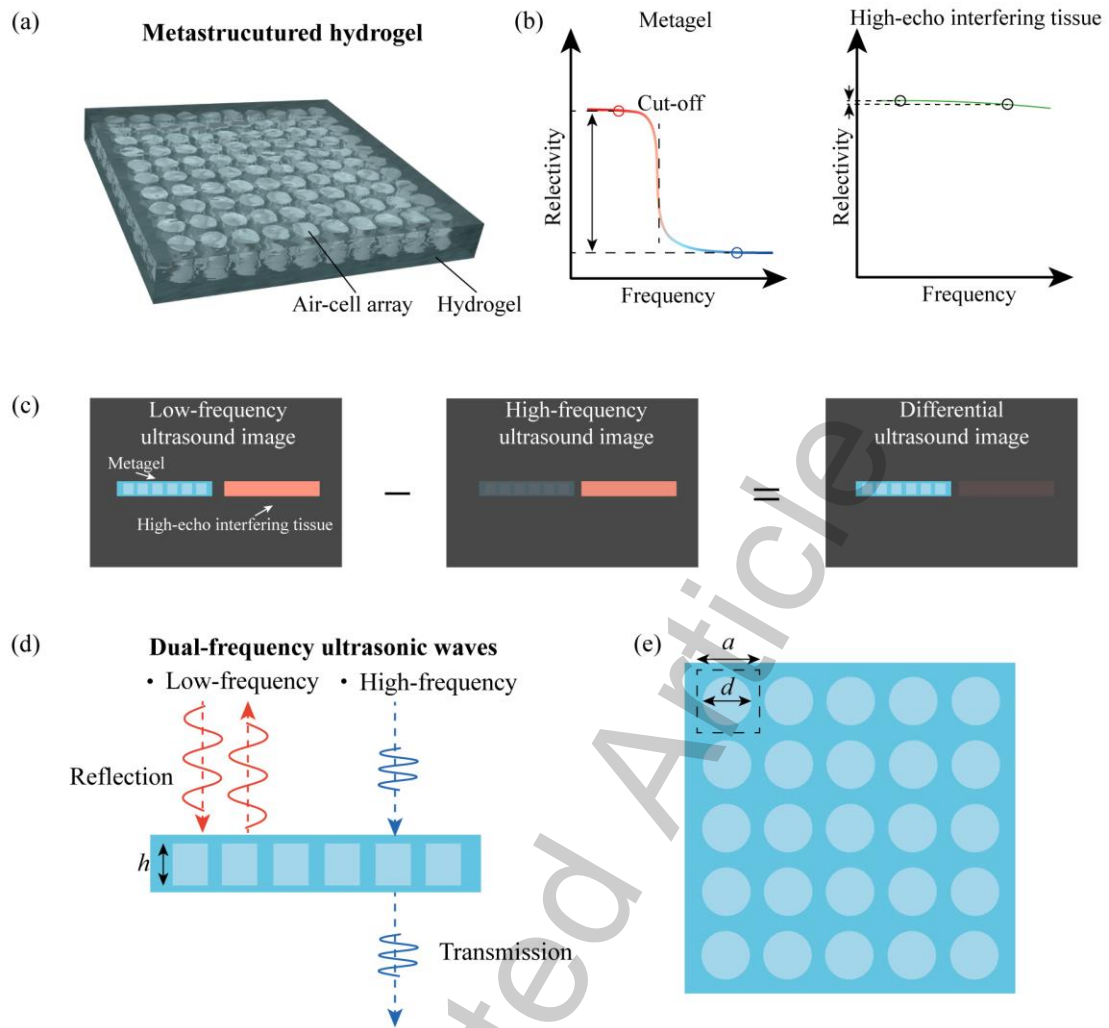 (a)
Metastrucutured hydrogel
Air-cell array
Hydrogel
(b)
Metagel
Cut-off
Relectivity
Frequency
High-echo interfering tissue
Relectivity
Frequency
(c)
Low-frequency
ultrasound image
Metagel
High-echo interfering tissue
−
High-frequency
ultrasound image
=
Differential
ultrasound image
(d)
Dual-frequency ultrasonic waves
• Low-frequency
• High-frequency
Reflection
h
Transmission
(e)
a
d
ted Article